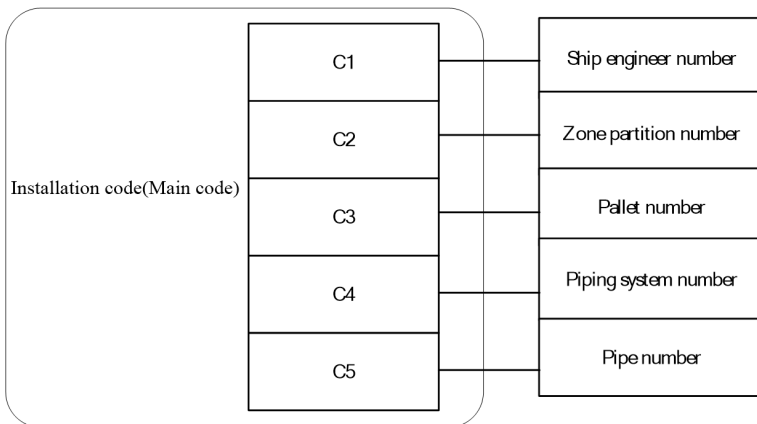 C1
Ship engineer number
C2
Zone partition number
Installation code(Main code)
C3
Pallet number
C4
Piping system number
C5
Pipe number